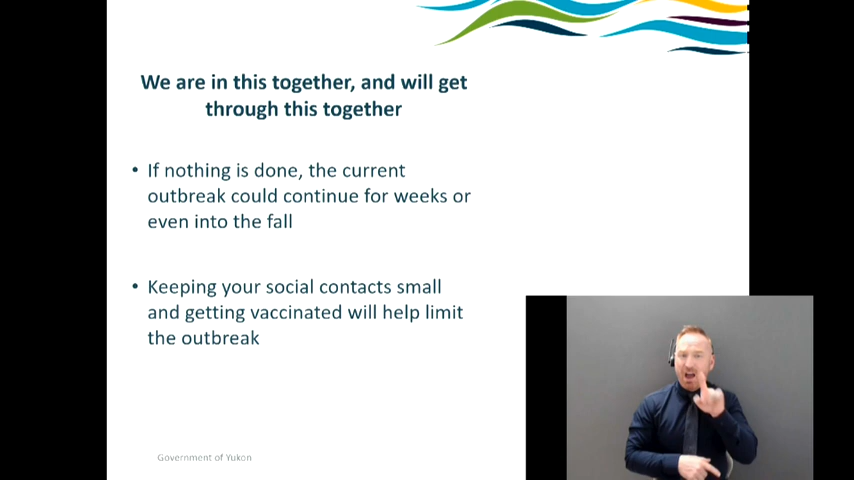 We are in this together, and will get
through this together
• If nothing is done, the current
outbreak could continue for weeks or
even into the fall
• Keeping your social contacts small
and getting vaccinated will help limit
the outbreak
Government of Yukon